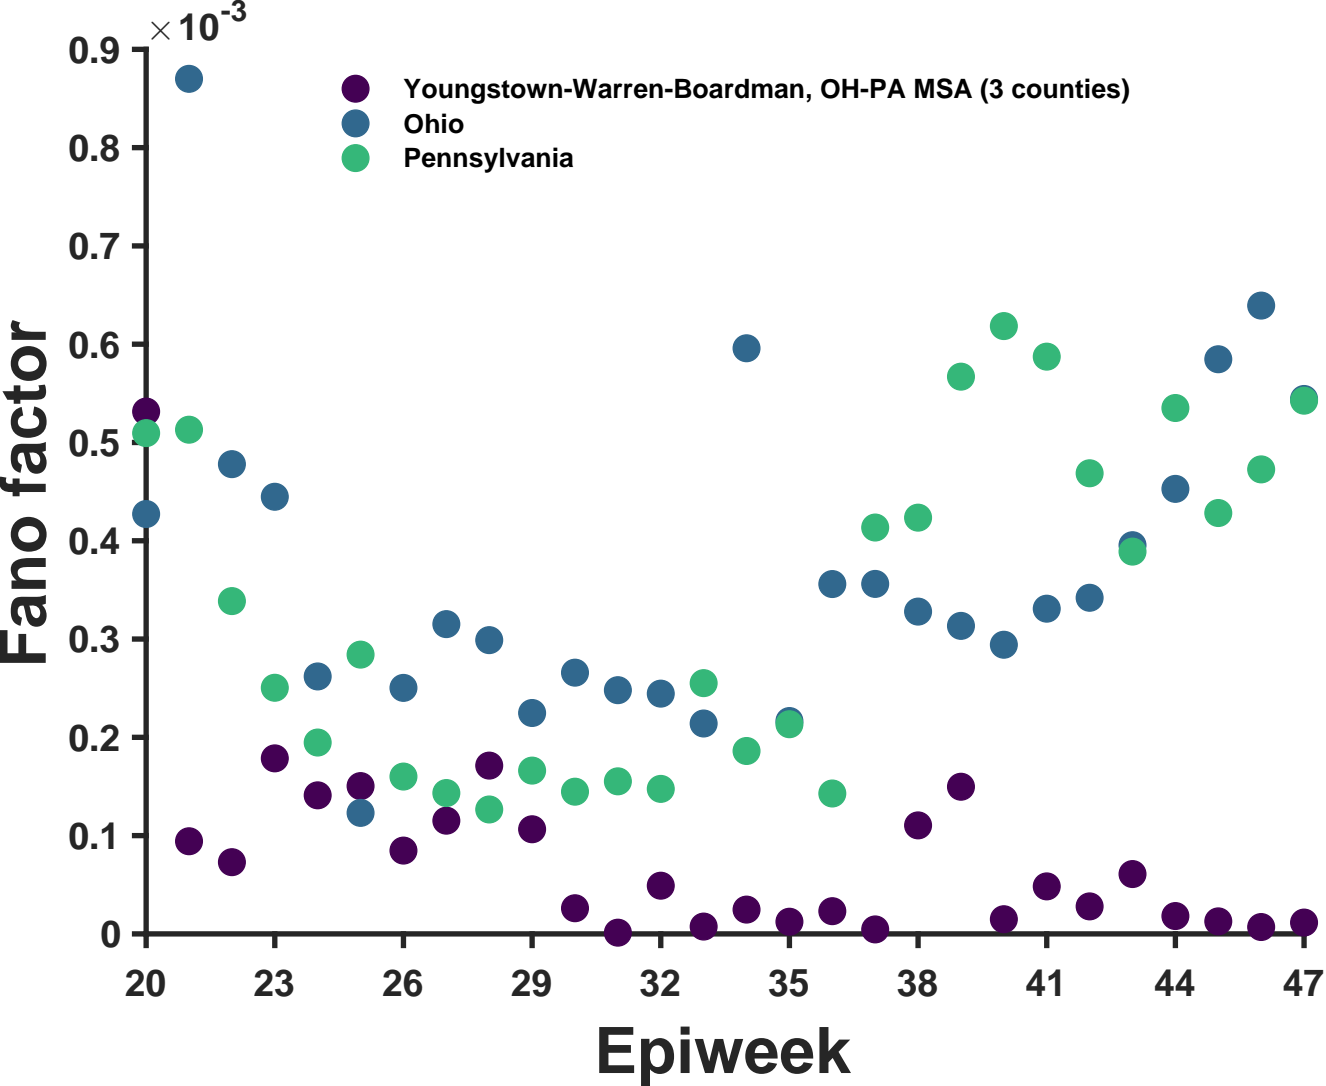 × 10-3
0.9
0.8
0.7
0.6
0.5
0.4
0.3
0.2
0.1
0
Fano factor
Youngstown-Warren-Boardman, OH-PA MSA (3 counties)
Ohio
Pennsylvania
20 23 26 29 32 35 38 41 44 47
Epiweek